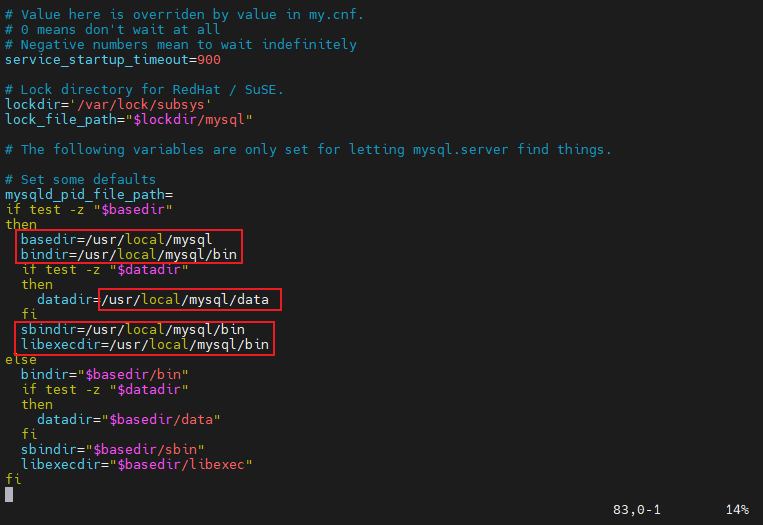 # Value here is overriden by value in my.cnf.
# 0 means don't wait at all
# Negative numbers mean to wait indefinitely
service_startup_timeout=900

# Lock directory for RedHat / SuSE.
lockdir='/var/lock/subsys'
lock_file_path="$lockdir/mysql"

# The following variables are only set for letting mysql.server find things.

# Set some defaults
mysqld_pid_file_path=
if test -z "$basedir"
then
  basedir=/usr/local/mysql
  bindir=/usr/local/mysql/bin
  if test -z "$datadir"
  then
    datadir=/usr/local/mysql/data
  fi
  sbindir=/usr/local/mysql/bin
  libexecdir=/usr/local/mysql/bin
else
  bindir="$basedir/bin"
  if test -z "$datadir"
  then
    datadir="$basedir/data"
  fi
  sbindir="$basedir/sbin"
  libexecdir="$basedir/libexec"
fi
83,0-1 14%